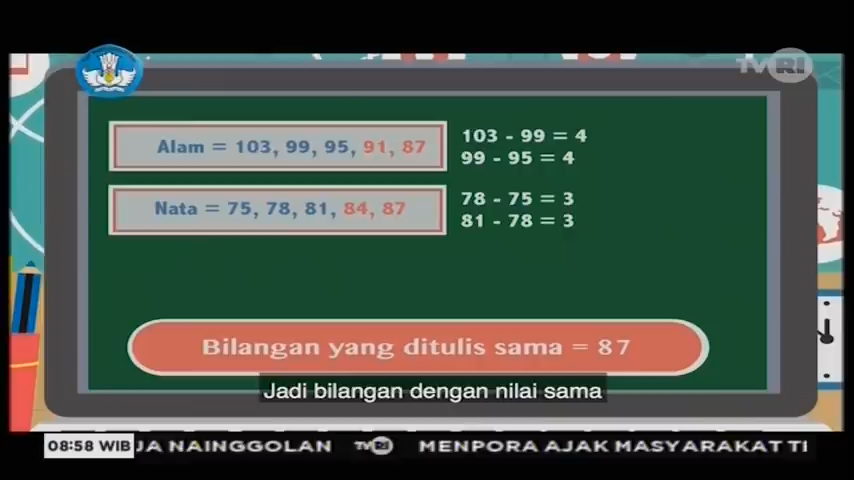 TVRI
Alam = 103, 99, 95, 91, 87
103 - 99 = 4
99 - 95 = 4
Nata = 75, 78, 81, 84, 87
78 - 75 = 3
81 - 78 = 3
Bilangan yang ditulis sama = 87
Jadi bilangan dengan nilai sama
08:58 WIB JA NAINGGOLAN TVRI MENPORA AJAK MASYARAKAT